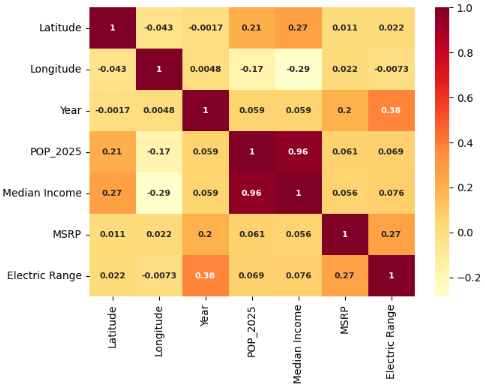 Latitude 1 -0.043 -0.0017 0.21 0.27 0.011 0.022
Longitude -0.043 1 0.0048 -0.17 -0.29 0.022 -0.0073
Year -0.0017 0.0048 1 0.059 0.059 0.2 0.38
POP_2025 0.21 -0.17 0.059 1 0.96 0.061 0.069
Median Income 0.27 -0.29 0.059 0.96 1 0.056 0.076
MSRP 0.011 0.022 0.2 0.061 0.056 1 0.27
Electric Range 0.022 -0.0073 0.38 0.069 0.076 0.27 1
Latitude
Longitude
Year
POP_2025
Median Income
MSRP
Electric Range
1.0
0.8
0.6
0.4
0.2
0.0
−0.2